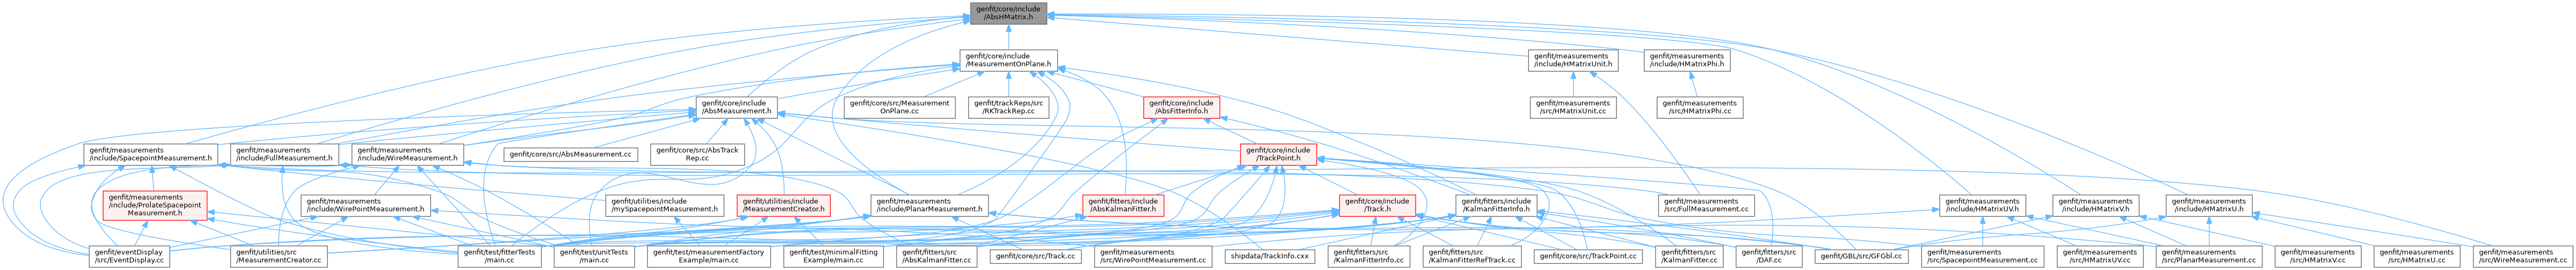 genfit/core/include
/AbsHMatrix.h
genfit/core/include
/MeasurementOnPlane.h
genfit/measurements
include/HMatrixUnit.h
genfit/measurements
include/HMatrixPhi.h
genfit/core/include
/AbsMeasurement.h
genfit/core/src/Measurement
OnPlane.cc
genfit/trackReps/src
/RKTrackRep.cc
genfit/core/include
/AbsFitterInfo.h
genfit/measurements
src/HMatrixUnit.cc
genfit/measurements
/src/HMatrixPhi.cc
genfit/measurements
/include/SpacepointMeasurement.h
genfit/measurements
/include/FullMeasurement.h
genfit/measurements
/include/WireMeasurement.h
genfit/core/src/AbsMeasurement.cc
genfit/core/src/AbsTrack
Rep.cc
genfit/core/include
/TrackPoint.h
genfit/measurements
/include/ProlateSpacepoint
Measurement.h
genfit/measurements
/include/WirePointMeasurement.h
genfit/utilities/include
/mySpacepointMeasurement.h
genfit/utilities/include
/MeasurementCreator.h
genfit/measurements
/include/PlanarMeasurement.h
genfit/fitters/include
/AbsKalmanFitter.h
genfit/core/include
/Track.h
genfit/fitters/include
/KalmanFitterInfo.h
genfit/measurements
/src/FullMeasurement.cc
genfit/measurements
/include/HMatrixUV.h
genfit/measurements
/include/HMatrixV.h
genfit/measurements
/include/HMatrixU.h
genfit/eventDisplay
/src/EventDisplay.cc
genfit/utilities/src
/MeasurementCreator.cc
genfit/test/fitterTests
/main.cc
genfit/test/unitTests
/main.cc
genfit/test/measurementFactory
Example/main.cc
genfit/test/minimalFitting
Example/main.cc
genfit/fitters/src
/AbsKalmanFitter.cc
genfit/core/src/Track.cc
genfit/measurements
/src/WirePointMeasurement.cc
shipdata/TrackInfo.cxx
genfit/fitters/src
/KalmanFitterInfo.cc
genfit/fitters/src
/KalmanFitterRefTrack.cc
genfit/core/src/TrackPoint.cc
genfit/fitters/src
/KalmanFitter.cc
genfit/fitters/src
/DAF.cc
genfit/GBL/src/GFGbl.cc
genfit/measurements
/src/SpacepointMeasurement.cc
genfit/measurements
/src/HMatrixUV.cc
genfit/measurements
/src/PlanarMeasurement.cc
genfit/measurements
/src/HMatrixV.cc
genfit/measurements
/src/HMatrixU.cc
genfit/measurements
/src/WireMeasurement.cc